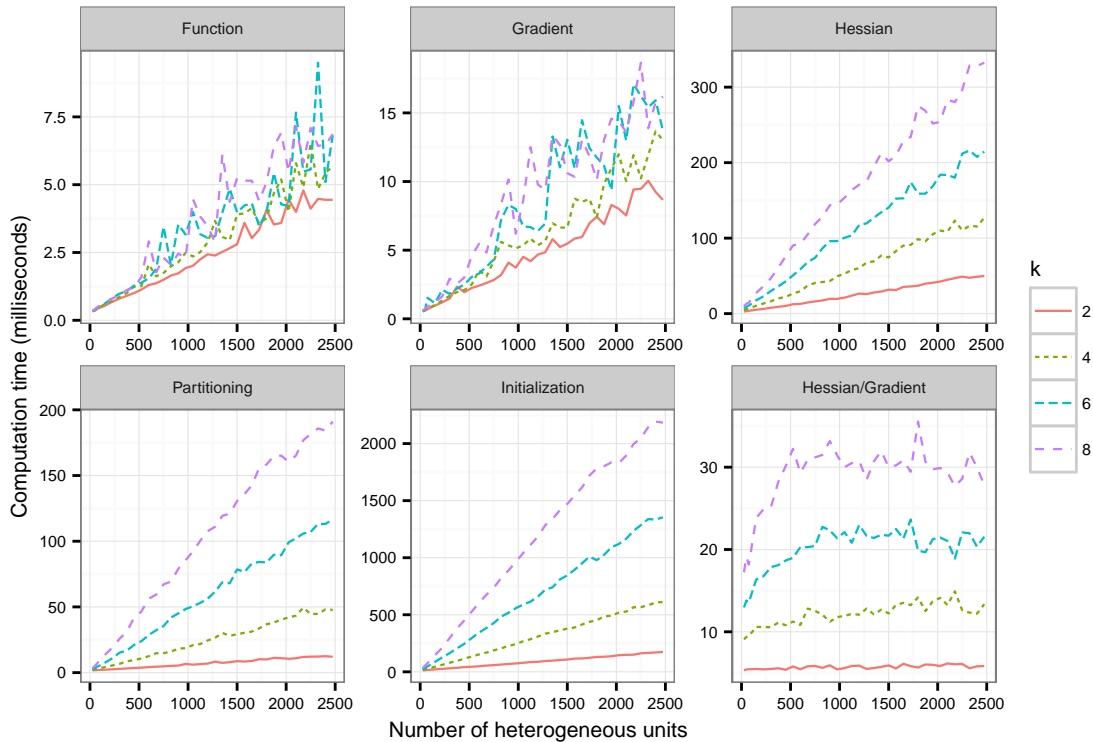 Function
Gradient
Hessian
7.5
5.0
2.5
0.0
15
10
5
0
300
200
100
0
0 500 1000 1500 2000 2500
0 500 1000 1500 2000 2500
0 500 1000 1500 2000 2500
Partitioning
Initialization
Hessian/Gradient
200
150
100
50
0
2000
1500
1000
500
0
30
20
10
0 500 1000 1500 2000 2500
0 500 1000 1500 2000 2500
0 500 1000 1500 2000 2500
Computation time (milliseconds)
Number of heterogeneous units
k
2
4
6
8